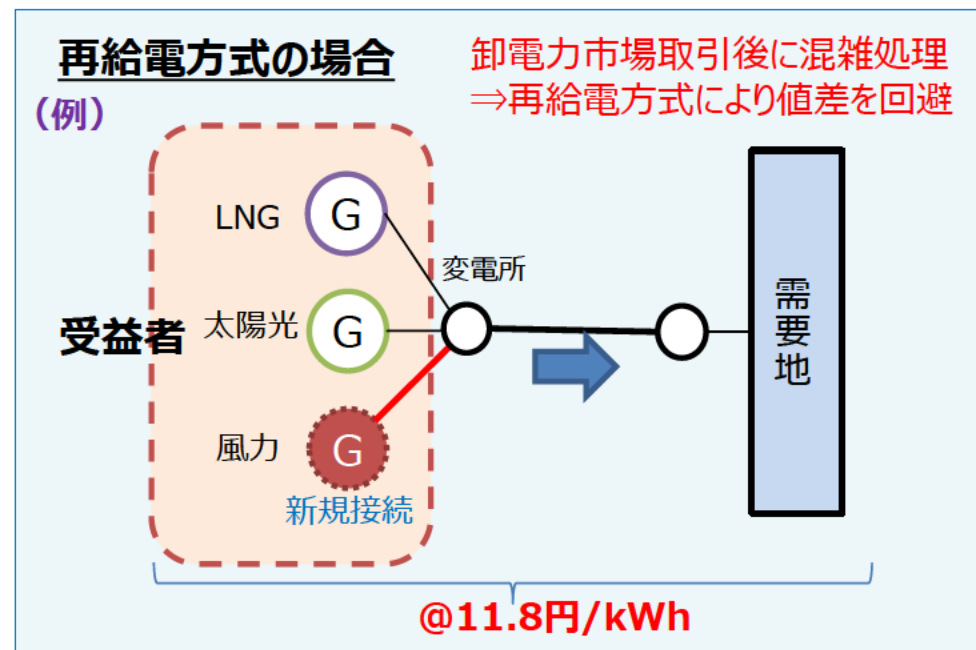 再給電方式の場合
(例)
卸電力市場取引後に混雑処理
⇒再給電方式により値差を回避
LNG
G
変電所
受益者
太陽光
G
風力
G
新規接続
需要地
@11.8円/kWh